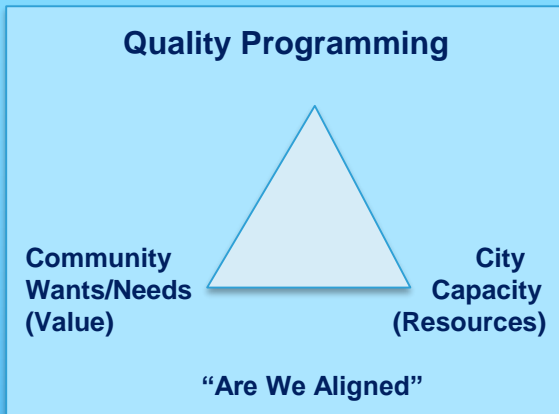 Quality Programming
Community
Wants/Needs
(Value)
City
Capacity
(Resources)
“Are We Aligned”